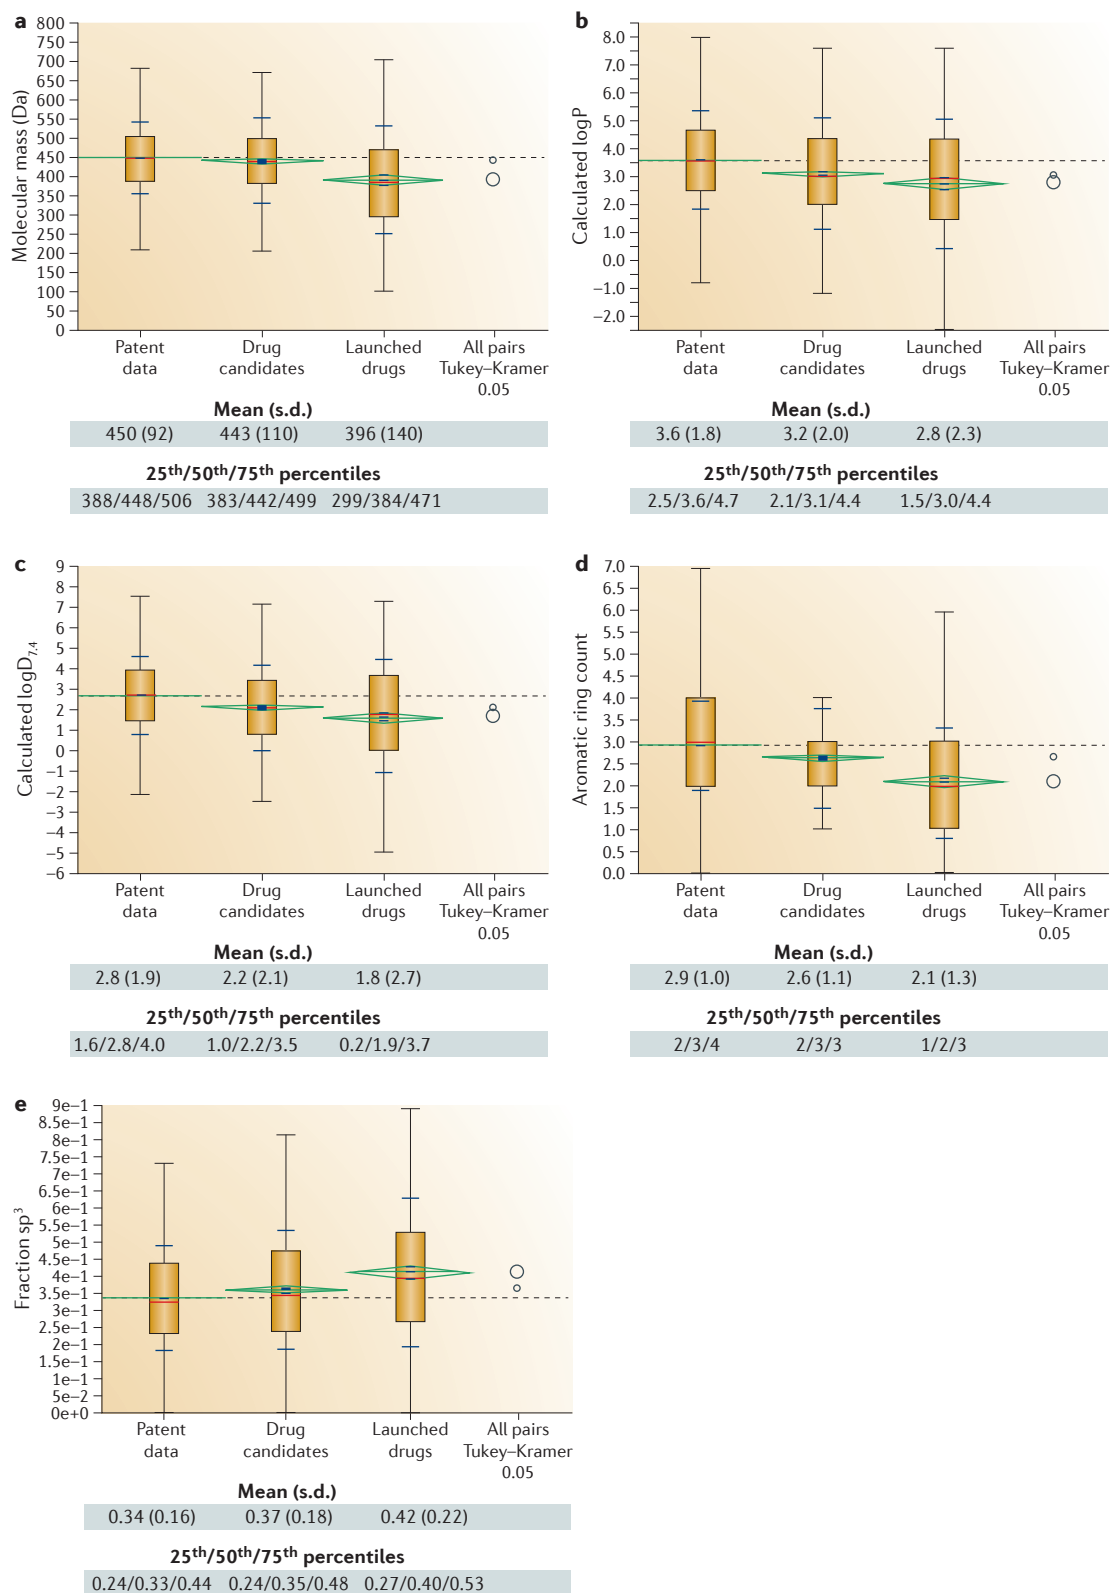 a
800
750
700
650
600
550
500
450
400
350
300
250
200
150
100
50
0
Molecular mass (Da)
Patent data
Drug candidates
Launched drugs
All pairs Tukey–Kramer 0.05
Mean (s.d.)
450 (92) 443 (110) 396 (140)
25th/50th/75th percentiles
388/448/506 383/442/499 299/384/471
b
8.0
7.0
6.0
5.0
4.0
3.0
2.0
1.0
0.0
–1.0
–2.0
Calculated logP
Patent data
Drug candidates
Launched drugs
All pairs Tukey–Kramer 0.05
Mean (s.d.)
3.6 (1.8) 3.2 (2.0) 2.8 (2.3)
25th/50th/75th percentiles
2.5/3.6/4.7 2.1/3.1/4.4 1.5/3.0/4.4
c
9
8
7
6
5
4
3
2
1
0
–1
–2
–3
–4
–5
–6
Calculated logD7.4
Patent data
Drug candidates
Launched drugs
All pairs Tukey–Kramer 0.05
Mean (s.d.)
2.8 (1.9) 2.2 (2.1) 1.8 (2.7)
25th/50th/75th percentiles
1.6/2.8/4.0 1.0/2.2/3.5 0.2/1.9/3.7
d
7.0
6.5
6.0
5.5
5.0
4.5
4.0
3.5
3.0
2.5
2.0
1.5
1.0
0.5
0.0
Aromatic ring count
Patent data
Drug candidates
Launched drugs
All pairs Tukey–Kramer 0.05
Mean (s.d.)
2.9 (1.0) 2.6 (1.1) 2.1 (1.3)
25th/50th/75th percentiles
2/3/4 2/3/3 1/2/3
e
9e–1
8.5e–1
8e–1
7.5e–1
7e–1
6.5e–1
6e–1
5.5e–1
5e–1
4.5e–1
4e–1
3.5e–1
3e–1
2.5e–1
2e–1
1.5e–1
1e–1
5e–2
0e+0
Fraction sp3
Patent data
Drug candidates
Launched drugs
All pairs Tukey–Kramer 0.05
Mean (s.d.)
0.34 (0.16) 0.37 (0.18) 0.42 (0.22)
25th/50th/75th percentiles
0.24/0.33/0.44 0.24/0.35/0.48 0.27/0.40/0.53